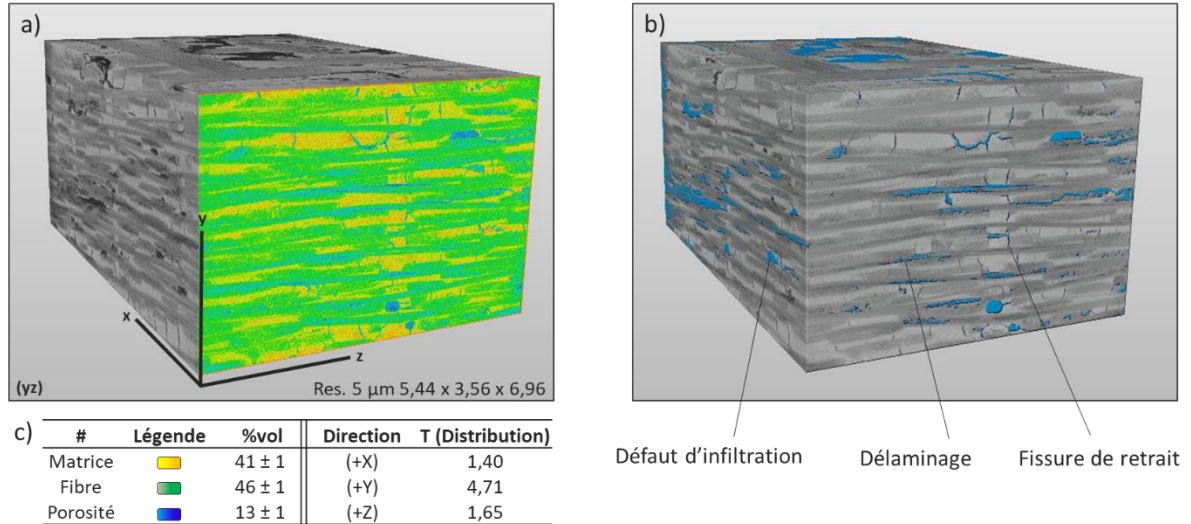 a)
y
x
z
(yz)
Res. 5 µm 5,44 x 3,56 x 6,96
b)
Défaut d’infiltration
Délaminage
Fissure de retrait
c)
# Légende %vol Direction T (Distribution)
Matrice 41 ± 1 (+X) 1,40
Fibre 46 ± 1 (+Y) 4,71
Porosité 13 ± 1 (+Z) 1,65